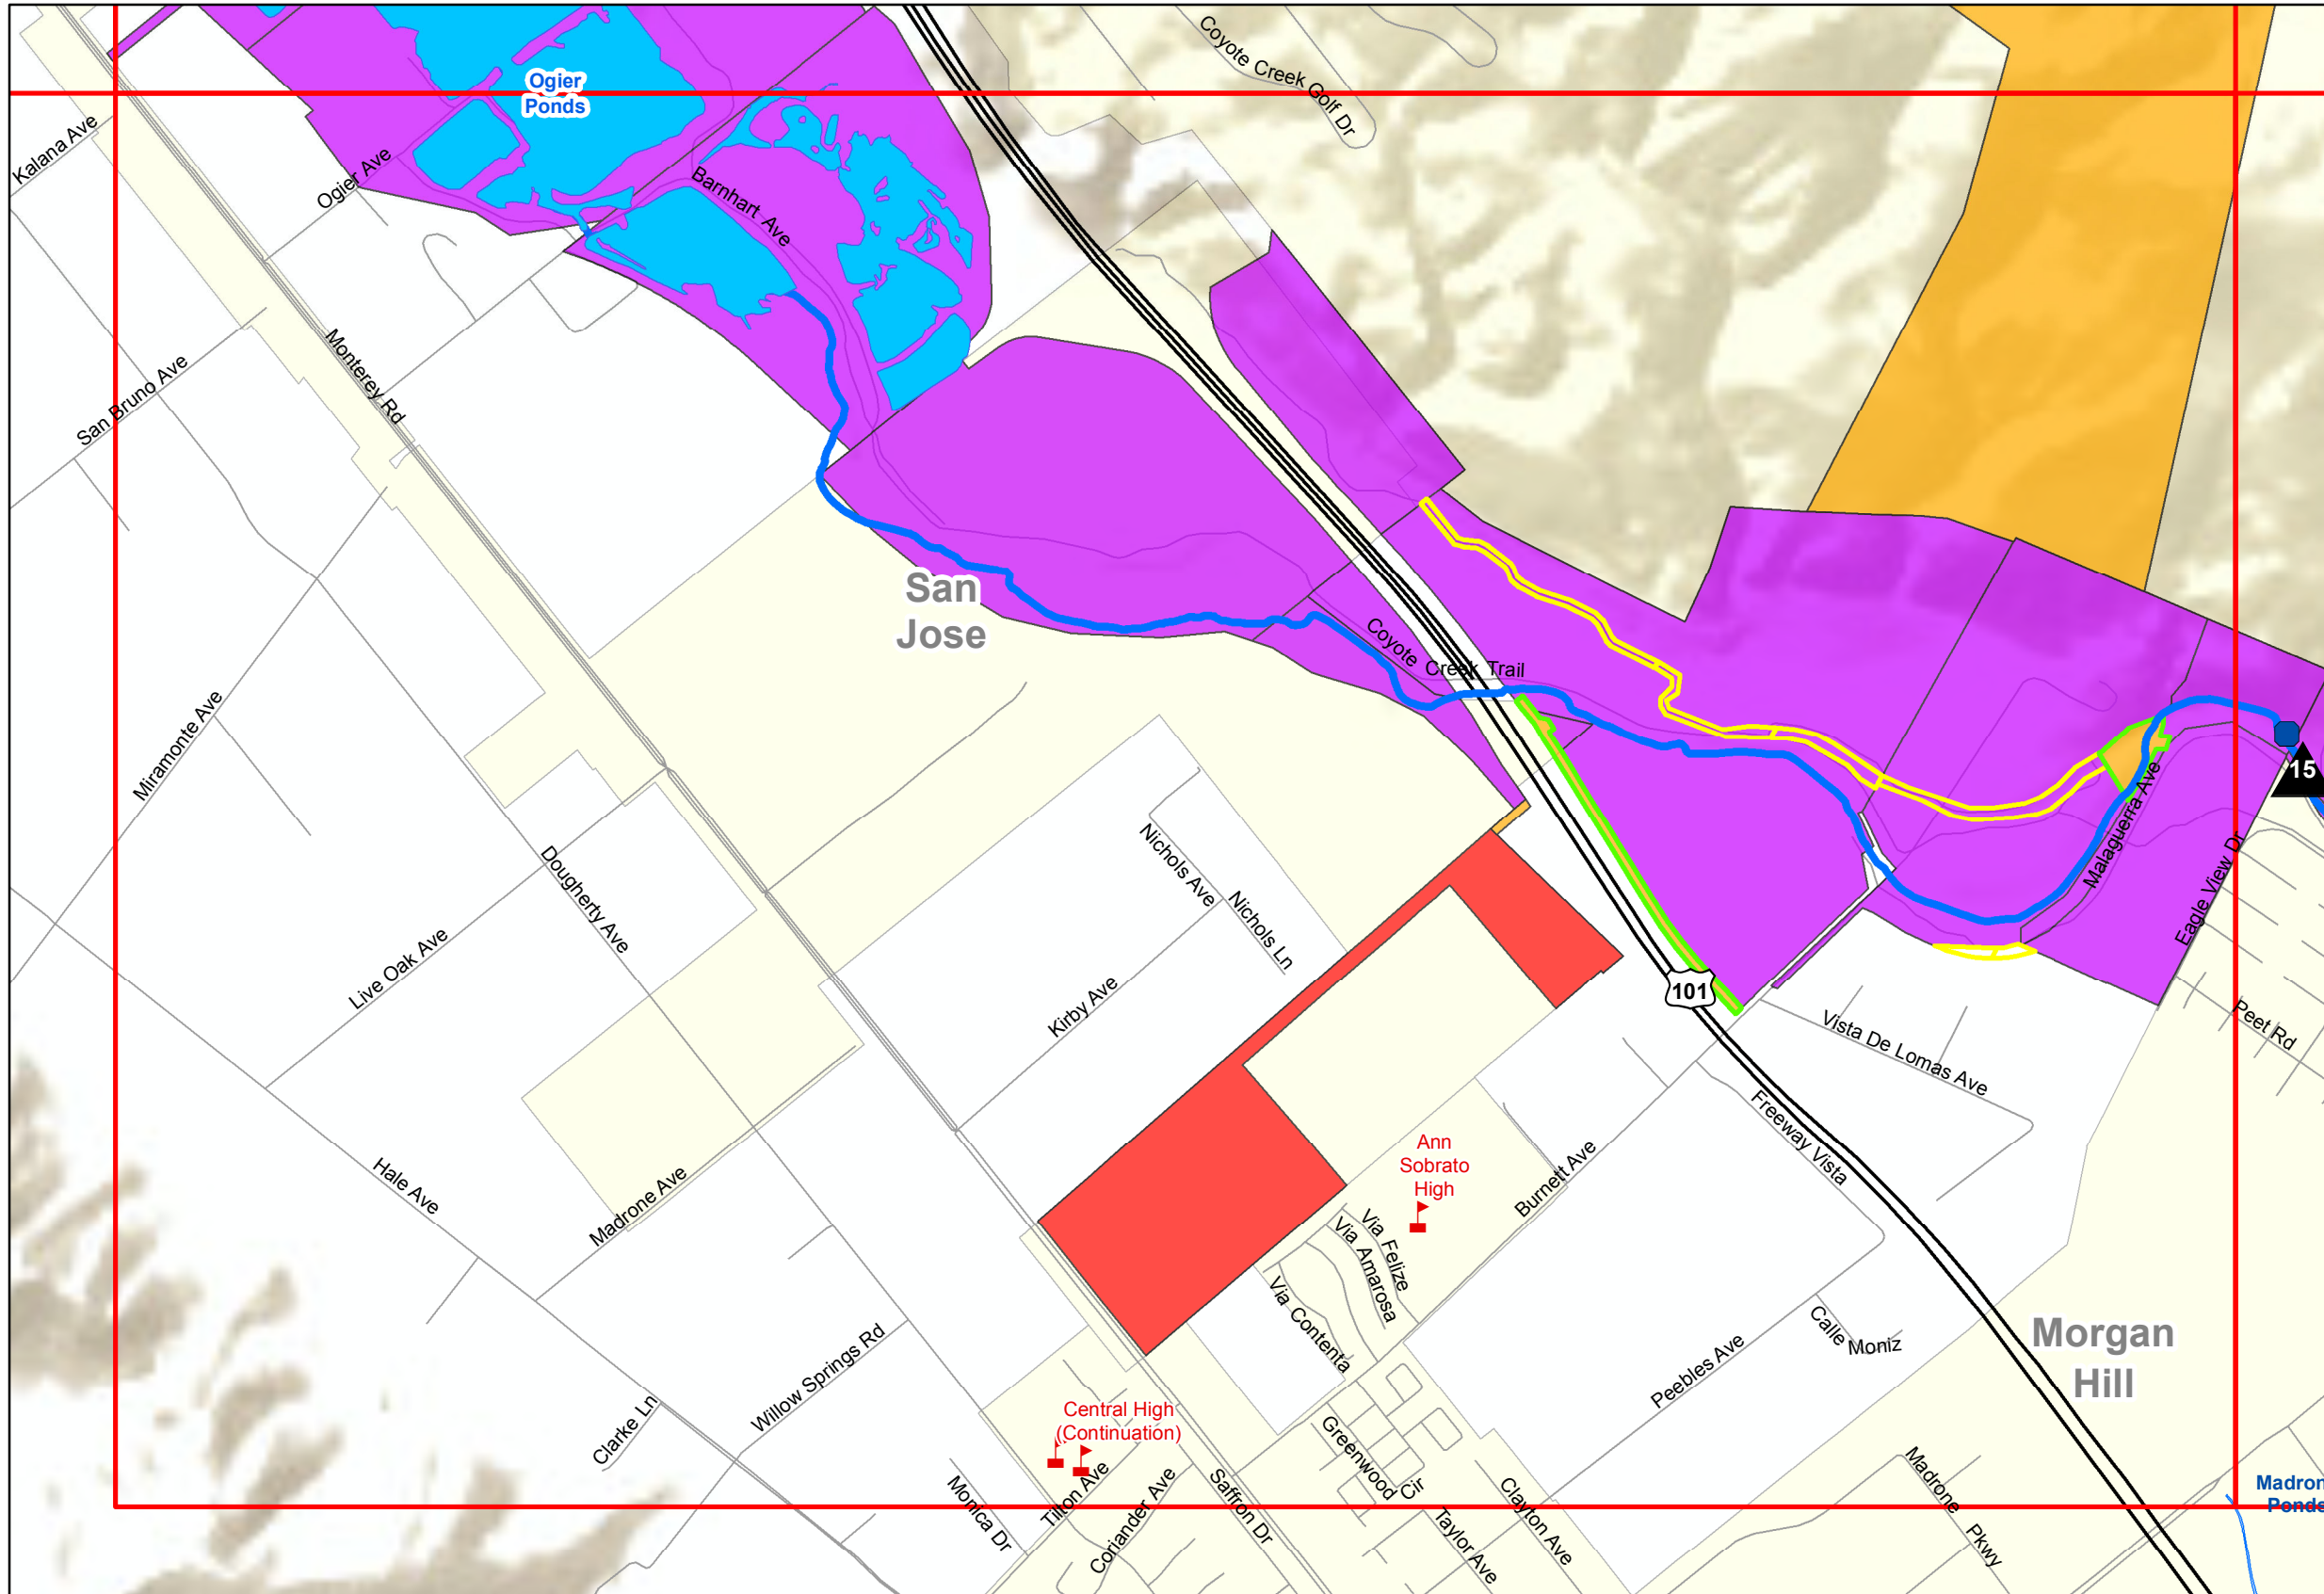 Coyote Creek Golf Dr
Ogier
Ponds
Kalana Ave
Ogier Ave
Barnhart Ave
Monterey Rd
San Bruno Ave
San
Jose
Coyote Creek Trail
Miramonte Ave
15
Malaguerra Ave
Eagle View Dr
Nichols Ave
Nichols Ln
Dougherty Ave
Live Oak Ave
Kirby Ave
101
Peet Rd
Vista De Lomas Ave
Freeway Vista
Ann
Sobrato
High
Burnett Ave
Hale Ave
Madrone Ave
Via Felize
Via Amarosa
Via Contenta
Calle Moniz
Morgan
Hill
Peebles Ave
Willow Springs Rd
Clarke Ln
Central High
(Continuation)
Greenwood Cir
Monica Dr
Tilton Ave
Coriander Ave
Saffron Dr
Taylor Ave
Clayton Ave
Madrone Pkwy
Madron
Ponds